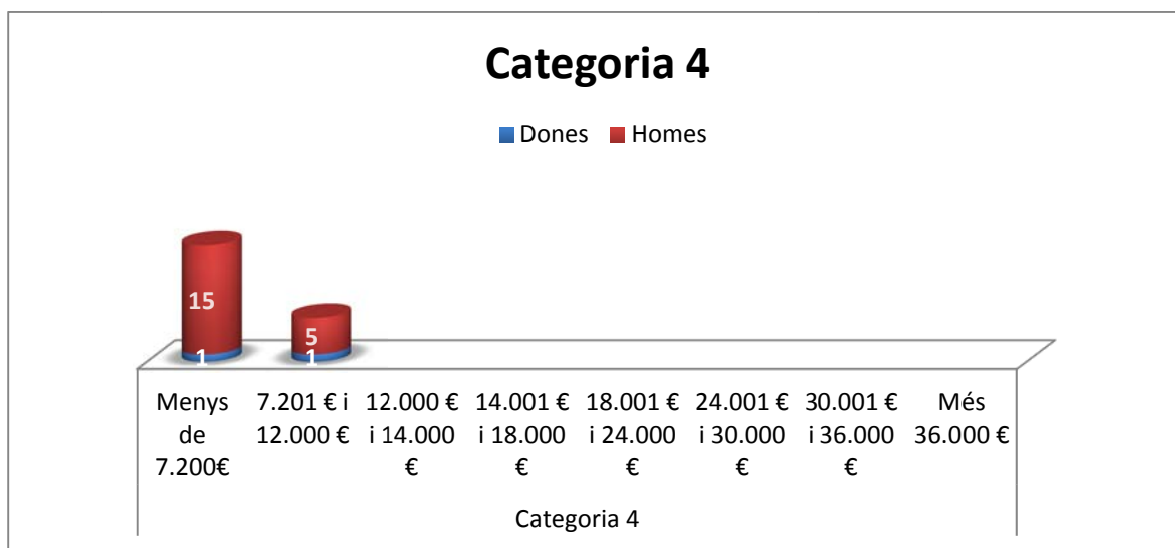 Categoria 4
Dones Homes
15
1
5
1
Menys de 7.200€
7.201 € i 12.000 €
12.000 € i 14.000 €
14.001 € i 18.000 €
18.001 € i 24.000 €
24.001 € i 30.000 €
30.001 € i 36.000 €
Més 36.000 €
Categoria 4